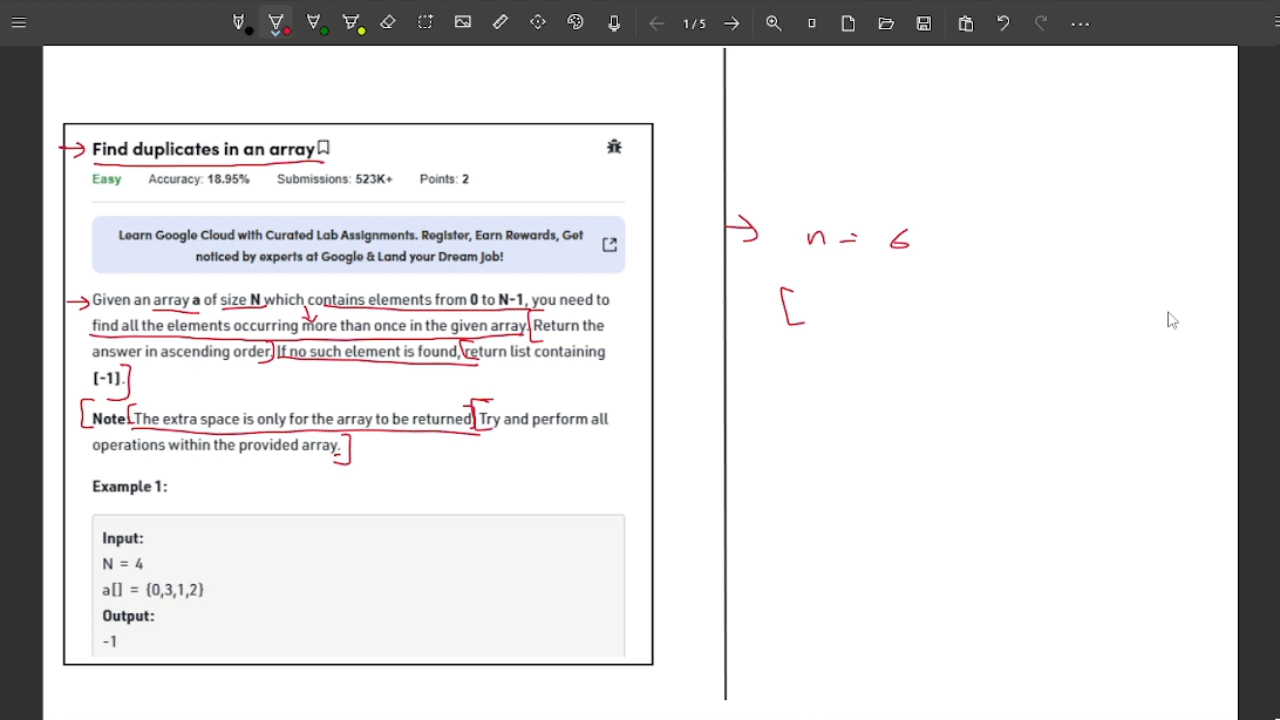 1/5
Find duplicates in an array
Easy Accuracy: 18.95% Submissions: 523K+ Points: 2
Learn Google Cloud with Curated Lab Assignments. Register, Earn Rewards, Get
noticed by experts at Google & Land your Dream Job!
Given an array a of size N which contains elements from 0 to N-1, you need to
find all the elements occurring more than once in the given array. Return the
answer in ascending order. If no such element is found, return list containing
[-1].
Note: The extra space is only for the array to be returned. Try and perform all
operations within the provided array.
Example 1:
Input:
N = 4
a[] = {0,3,1,2}
Output:
-1
n = 6
[